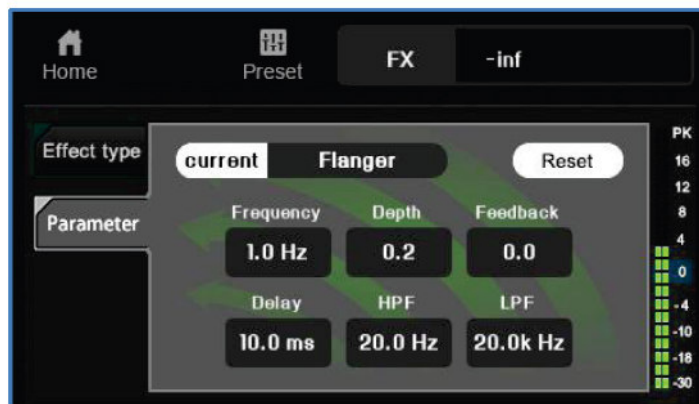 Home
Preset
FX
-inf
Effect type
Parameter
current Flanger
Reset
Frequency Depth Feedback
1.0 Hz 0.2 0.0
Delay HPF LPF
10.0 ms 20.0 Hz 20.0k Hz
PK
16
12
8
4
0
-4
-10
-18
-30